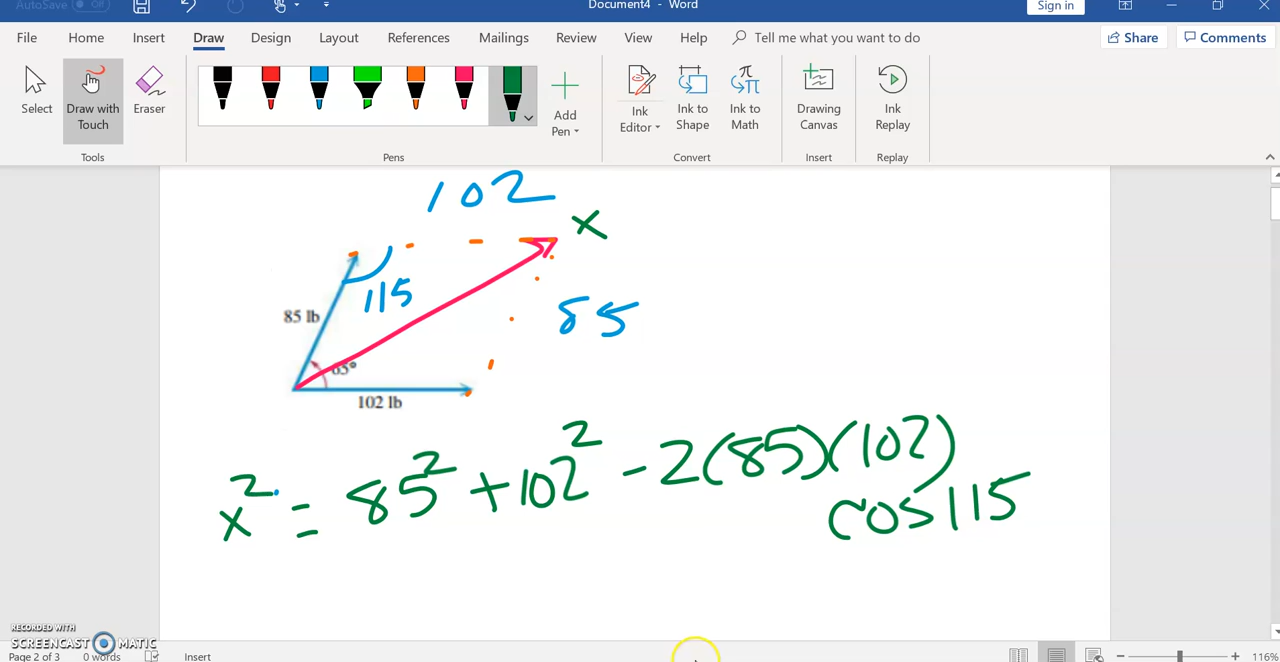 AutoSave Off
Document4 - Word
Sign in
File Home Insert Draw Design Layout References Mailings Review View Help Tell me what you want to do Share Comments
Select
Draw with Touch
Eraser
Add Pen
Ink Editor
Ink to Shape
Ink to Math
Drawing Canvas
Ink Replay
Tools Pens Convert Insert Replay
102
x
115
85 lb
85
65°
102 lb
x² = 85² + 102² - 2(85)(102)
cos115
RECORDED WITH
SCREENCAST MATIC
Page 2 of 3 0 words Insert 116%